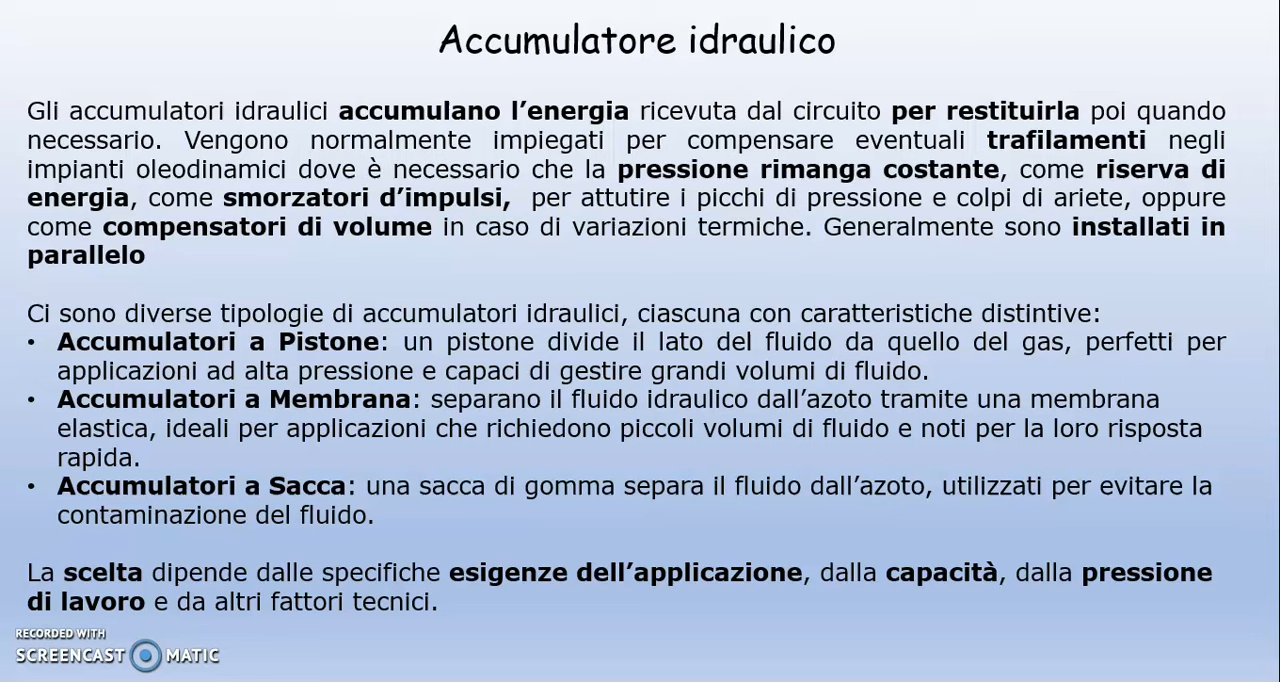 Accumulatore idraulico
Gli accumulatori idraulici accumulano l’energia ricevuta dal circuito per restituirla poi quando
necessario. Vengono normalmente impiegati per compensare eventuali trafilamenti negli
impianti oleodinamici dove è necessario che la pressione rimanga costante, come riserva di
energia, come smorzatori d’impulsi, per attutire i picchi di pressione e colpi di ariete, oppure
come compensatori di volume in caso di variazioni termiche. Generalmente sono installati in
parallelo
Ci sono diverse tipologie di accumulatori idraulici, ciascuna con caratteristiche distintive:
• Accumulatori a Pistone: un pistone divide il lato del fluido da quello del gas, perfetti per
applicazioni ad alta pressione e capaci di gestire grandi volumi di fluido.
• Accumulatori a Membrana: separano il fluido idraulico dall’azoto tramite una membrana
elastica, ideali per applicazioni che richiedono piccoli volumi di fluido e noti per la loro risposta
rapida.
• Accumulatori a Sacca: una sacca di gomma separa il fluido dall’azoto, utilizzati per evitare la
contaminazione del fluido.
La scelta dipende dalle specifiche esigenze dell’applicazione, dalla capacità, dalla pressione
di lavoro e da altri fattori tecnici.
RECORDED WITH
SCREENCAST MATIC